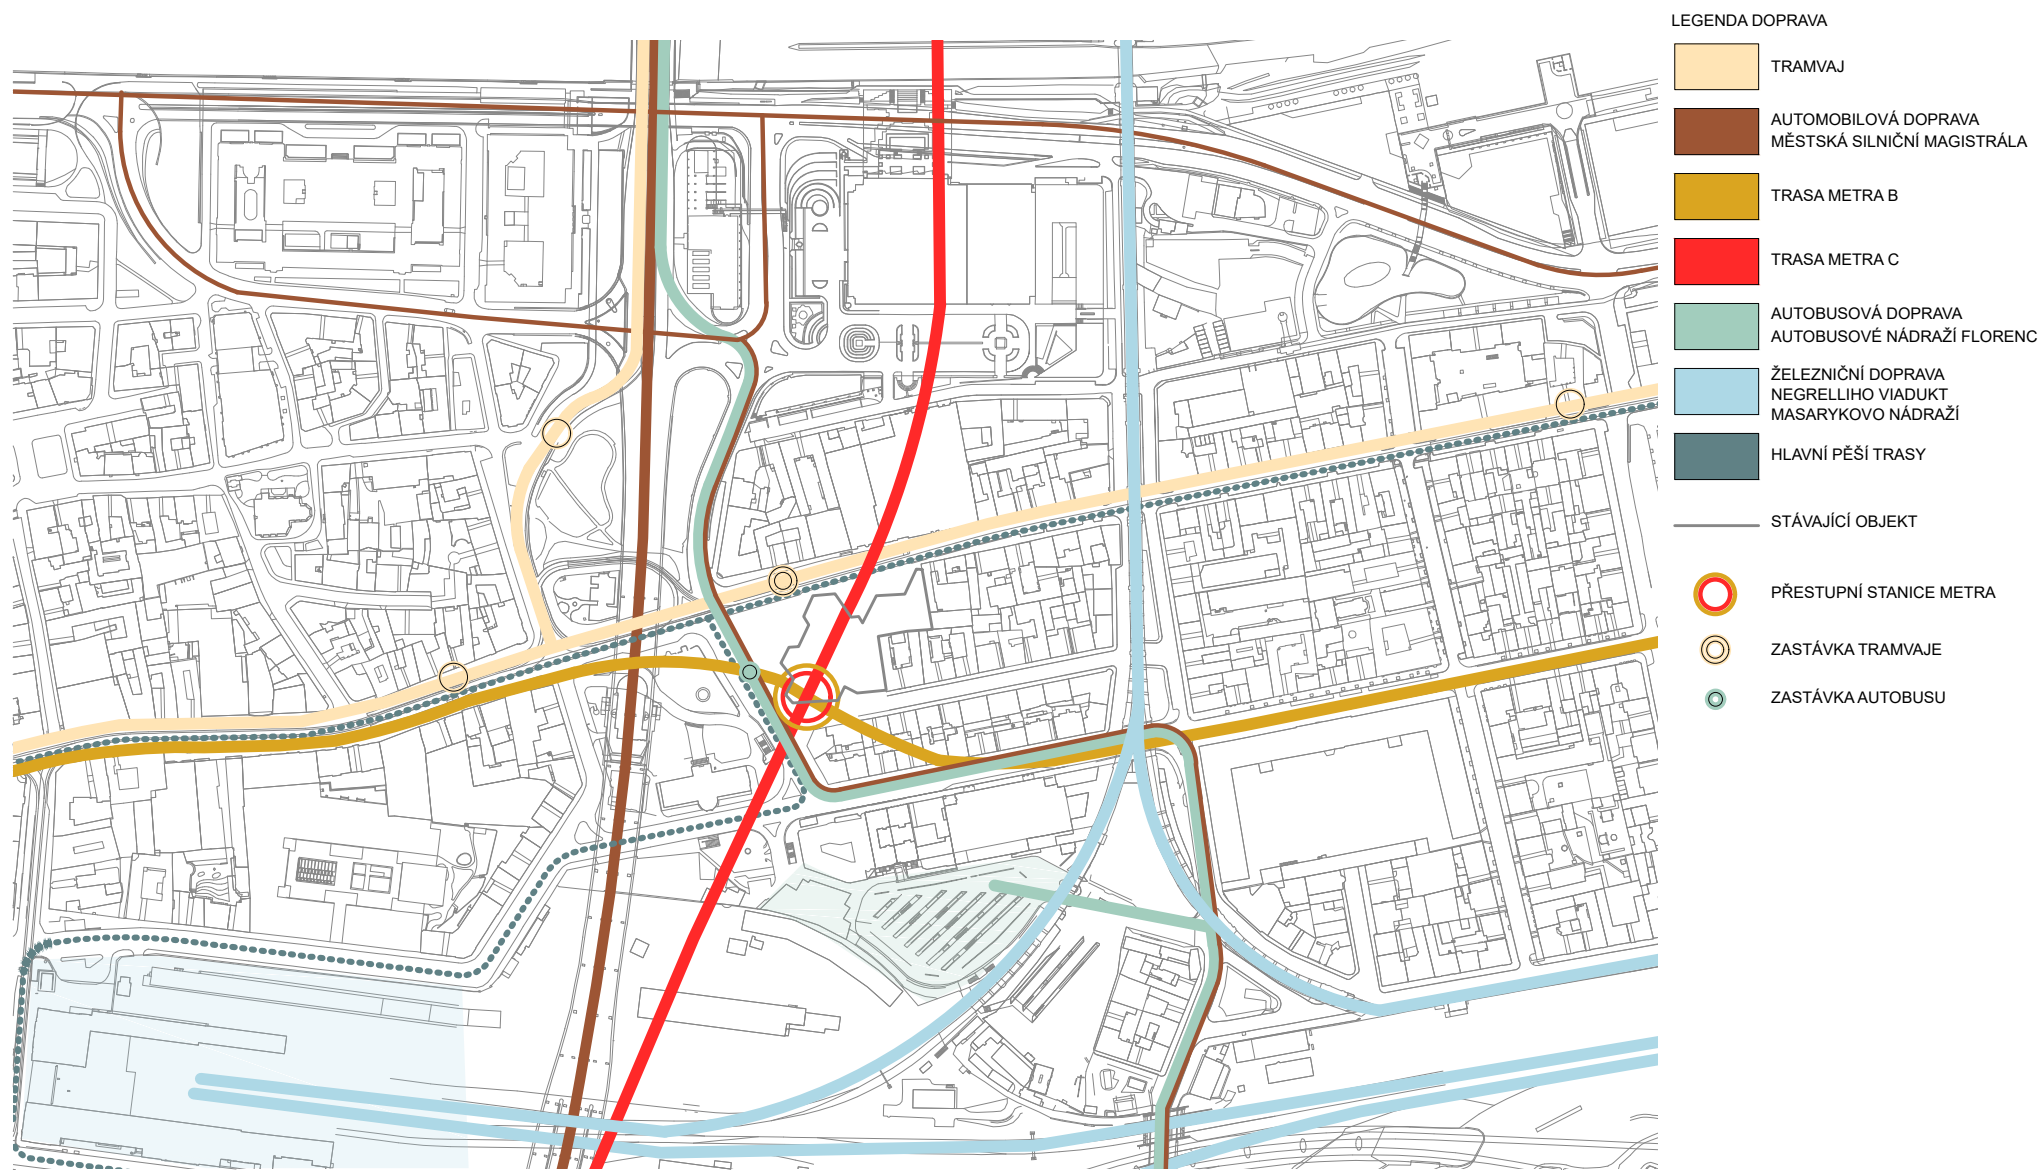 LEGENDA DOPRAVA
TRAMVAJ
AUTOMOBILOVÁ DOPRAVA
MĚSTSKÁ SILNIČNÍ MAGISTRÁLA
TRASA METRA B
TRASA METRA C
AUTOBUSOVÁ DOPRAVA
AUTOBUSOVÉ NÁDRAŽÍ FLORENC
ŽELEZNIČNÍ DOPRAVA
NEGRELLIHO VIADUKT
MASARYKOVO NÁDRAŽÍ
HLAVNÍ PĚŠÍ TRASY
STÁVAJÍCÍ OBJEKT
PŘESTUPNÍ STANICE METRA
ZASTÁVKA TRAMVAJE
ZASTÁVKA AUTOBUSU